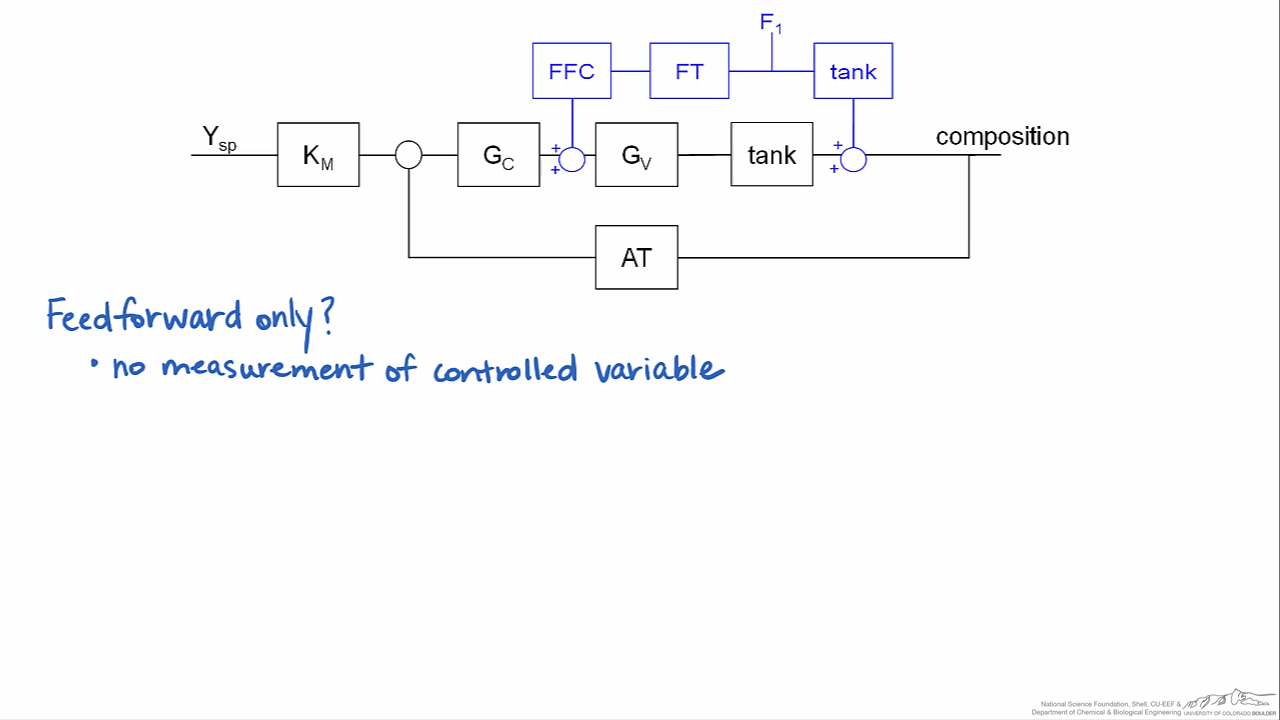 F1
FFC
FT
tank
Ysp
KM
GC
+
+
GV
tank
+
+
composition
AT
Feedforward only?
• no measurement of controlled variable
National Science Foundation, Shell, CU-EEF &
Department of Chemical & Biological Engineering
UNIVERSITY OF COLORADO BOULDER